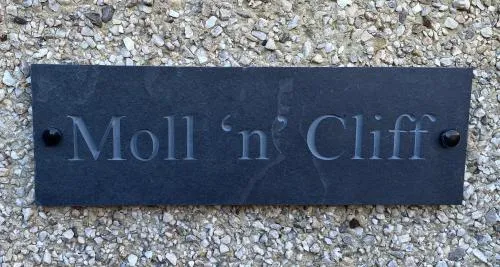 Moll ‘n’ Cliff